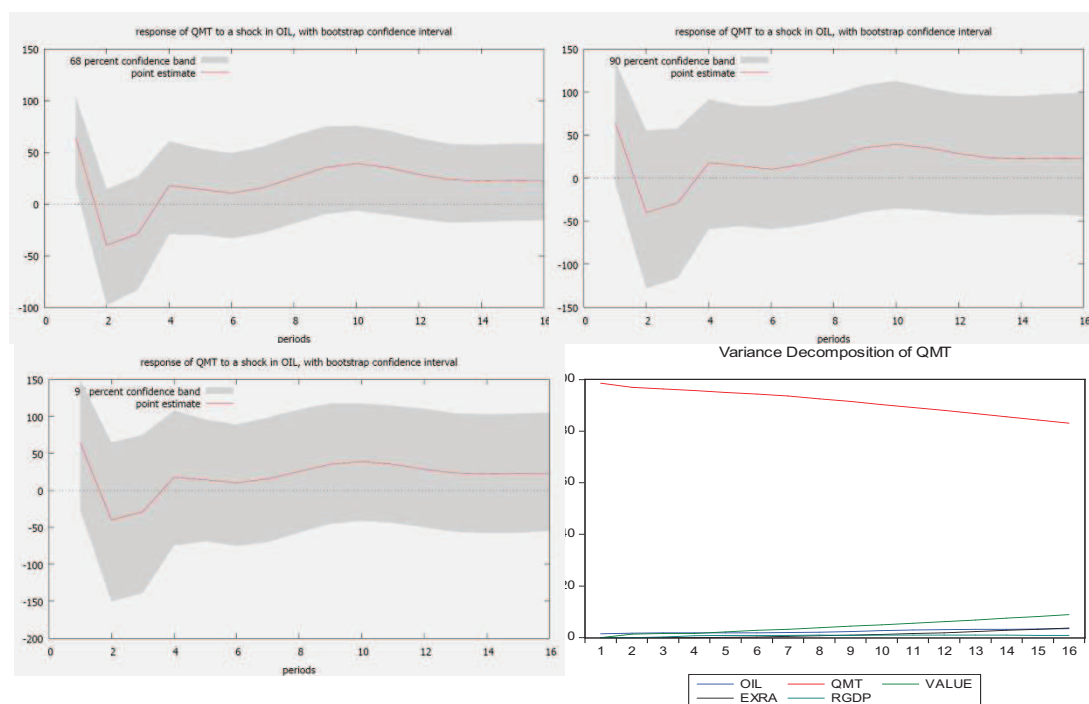 response of QMT to a shock in OIL, with bootstrap confidence interval
150
68 percent confidence band
point estimate
100
50
0
-50
-100
0 2 4 6 8 10 12 14 16
periods
response of QMT to a shock in OIL, with bootstrap confidence interval
150
90 percent confidence band
point estimate
100
50
0
-50
-100
-150
0 2 4 6 8 10 12 14 16
periods
response of QMT to a shock in OIL, with bootstrap confidence interval
150
9 percent confidence band
point estimate
100
50
0
-50
-100
-150
-200
0 2 4 6 8 10 12 14 16
periods
Variance Decomposition of QMT
00
80
60
40
20
0
1 2 3 4 5 6 7 8 9 10 11 12 13 14 15 16
OIL QMT VALUE
EXRA RGDP